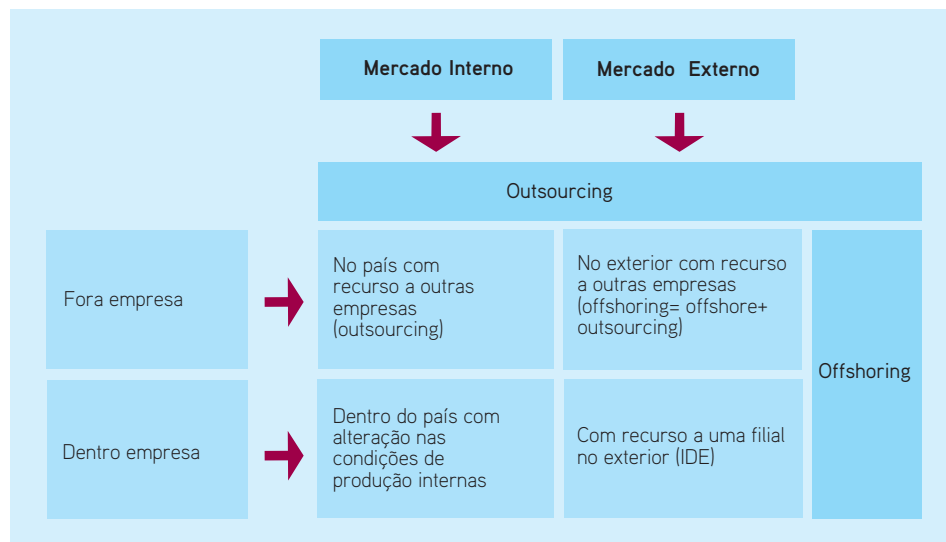 Mercado Interno
Mercado Externo
Outsourcing
Fora empresa
No país com
recurso a outras
empresas
(outsourcing)
No exterior com recurso
a outras empresas
(offshoring= offshore+
outsourcing)
Offshoring
Dentro empresa
Dentro do país com
alteração nas
condições de
produção internas
Com recurso a uma filial
no exterior (IDE)